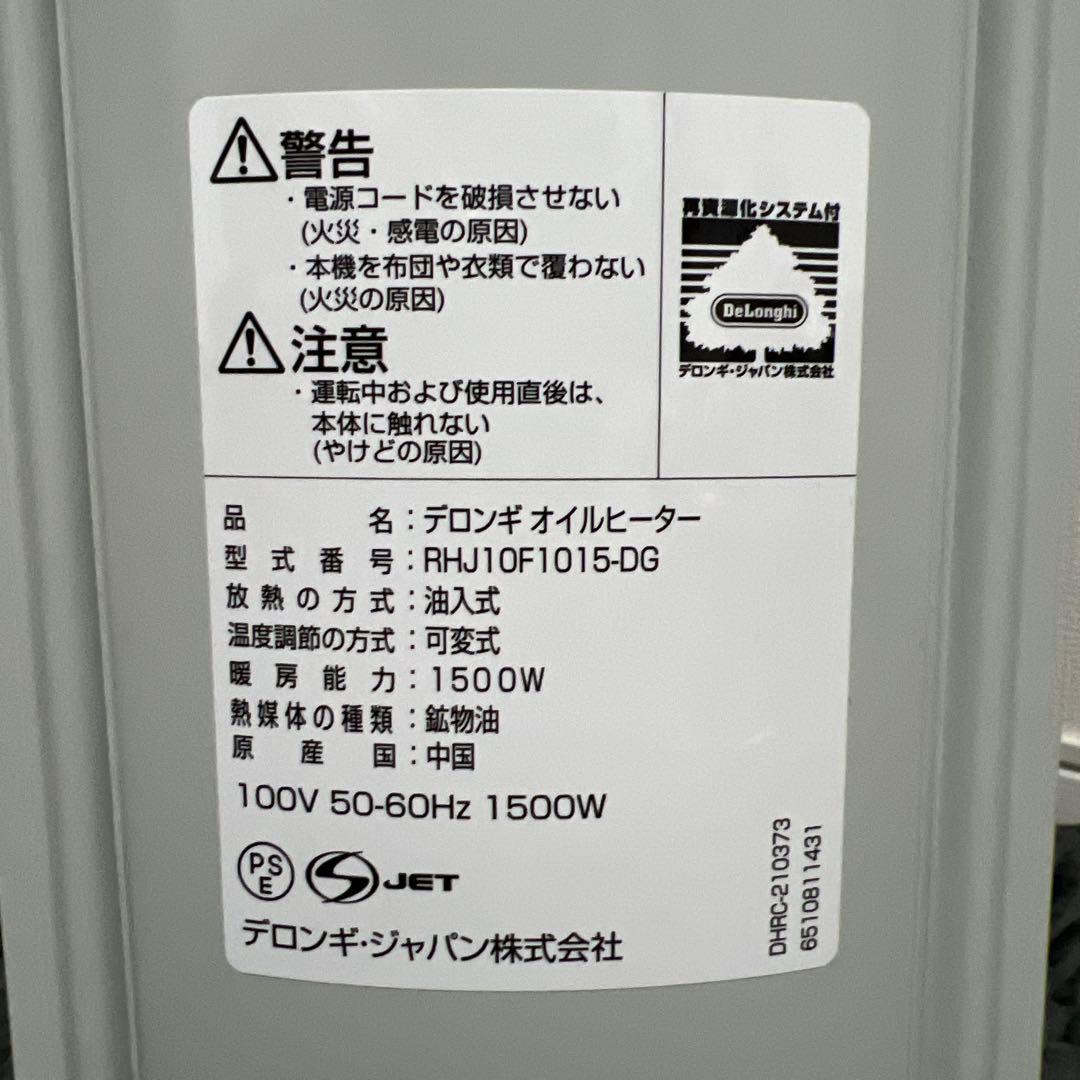 警告
・電源コードを破損させない
(火災・感電の原因)
・本機を布団や衣類で覆わない
(火災の原因)
注意
・運転中および使用直後は、
本体に触れない
(やけどの原因)
再資源化システム付
DeLonghi
デロンギ・ジャパン株式会社
品名：デロンギ オイルヒーター
型式番号：RHJ10F1015-DG
放熱の方式：油入式
温度調節の方式：可変式
暖房能力：1500W
熱媒体の種類：鉱物油
原産国：中国
100V 50-60Hz 1500W
PSE
S JET
デロンギ・ジャパン株式会社
DHRC-210373
6510811431